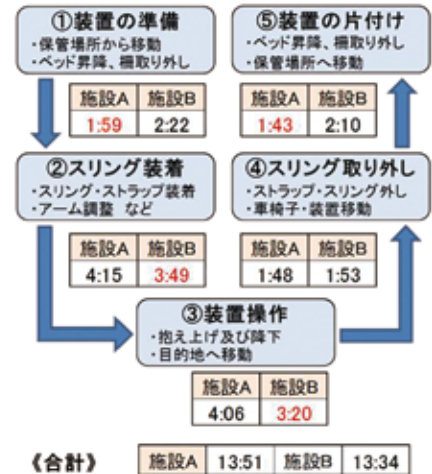 ①装置の準備
・保管場所から移動
・ベッド昇降、柵取り外し
施設A 施設B
1:59 2:22
②スリング装着
・スリング・ストラップ装着
・アーム調整 など
施設A 施設B
4:15 3:49
③装置操作
・抱え上げ及び降下
・目的地へ移動
施設A 施設B
4:06 3:20
④スリング取り外し
・ストラップ・スリング外し
・車椅子・装置移動
施設A 施設B
1:48 1:53
⑤装置の片付け
・ベッド昇降、柵取り外し
・保管場所へ移動
施設A 施設B
1:43 2:10
《合計》 施設A 13:51 施設B 13:34